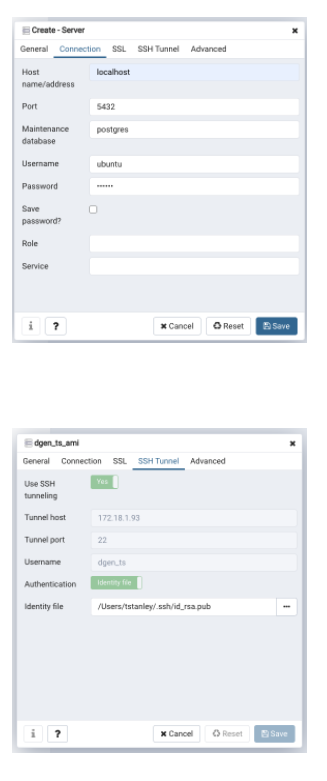 Create - Server
General Connection SSL SSH Tunnel Advanced
Host name/address localhost
Port 5432
Maintenance database postgres
Username ubuntu
Password ······
Save password?
Role
Service
i ? Cancel Reset Save
dgen_ts_ami
General Connection SSL SSH Tunnel Advanced
Use SSH tunneling Yes
Tunnel host 172.18.1.93
Tunnel port 22
Username dgen_ts
Authentication Identity file
Identity file /Users/tstanley/.ssh/id_rsa.pub
i ? Cancel Reset Save